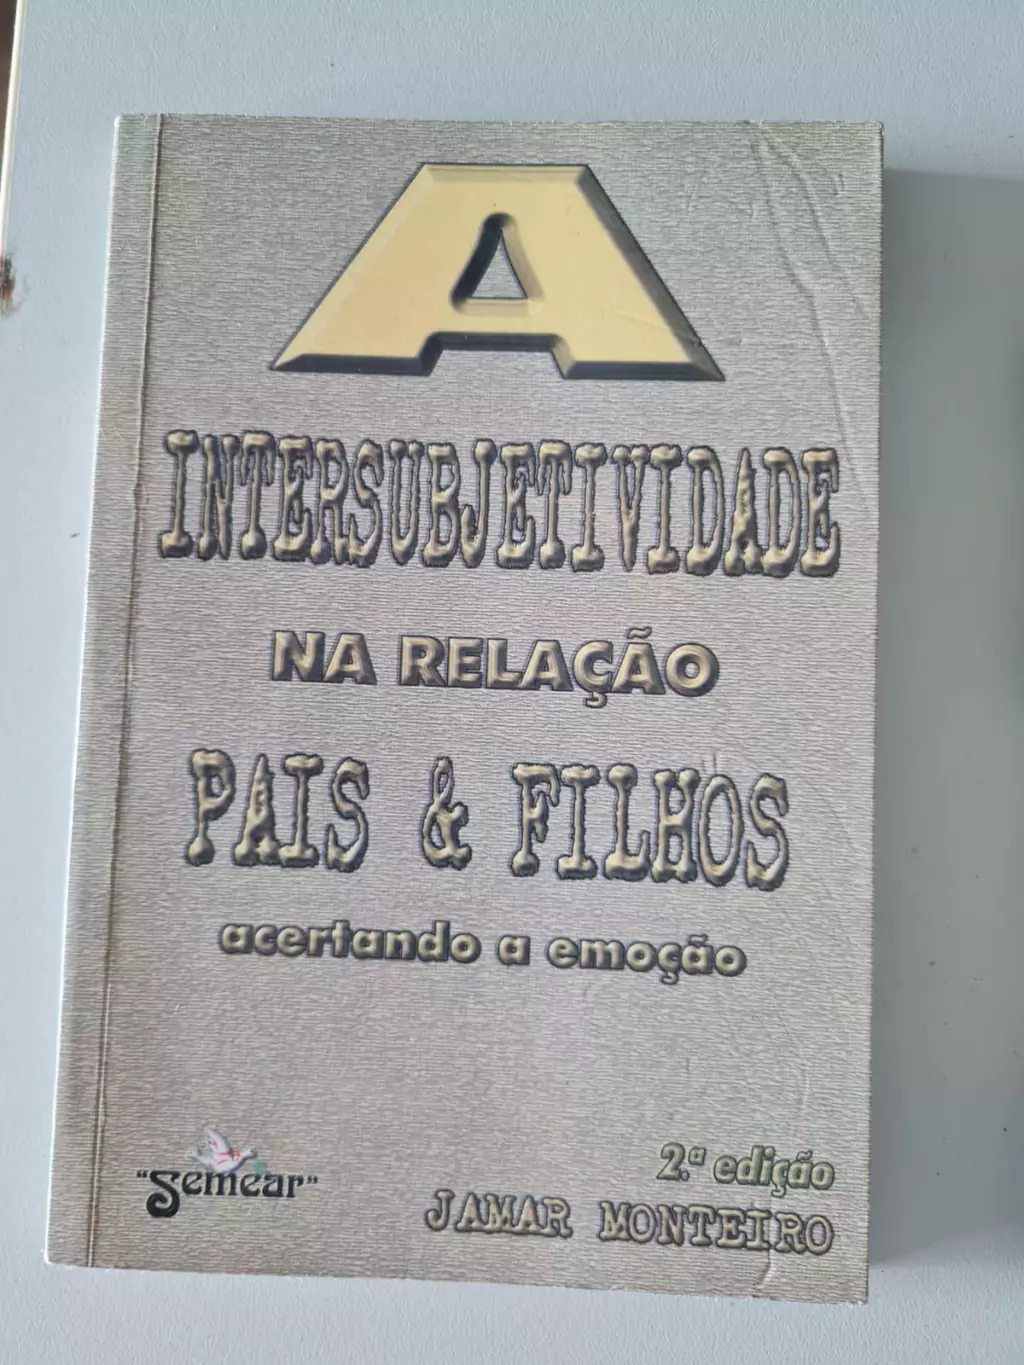 A
INTERSUBJETIVIDADE
NA RELAÇÃO
PAIS & FILHOS
acertando a emoção
"Semear"
2.ª edição
JAMAR MONTEIRO